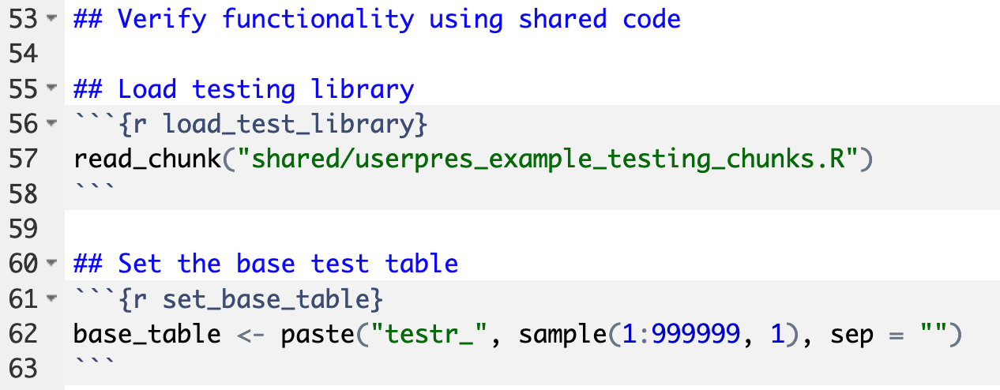 53 ## Verify functionality using shared code
54
55 ## Load testing library
56 ```{r load_test_library}
57 read_chunk("shared/userpres_example_testing_chunks.R")
58 ```
59
60 ## Set the base test table
61 ```{r set_base_table}
62 base_table <- paste("testr_", sample(1:999999, 1), sep = "")
63 ```